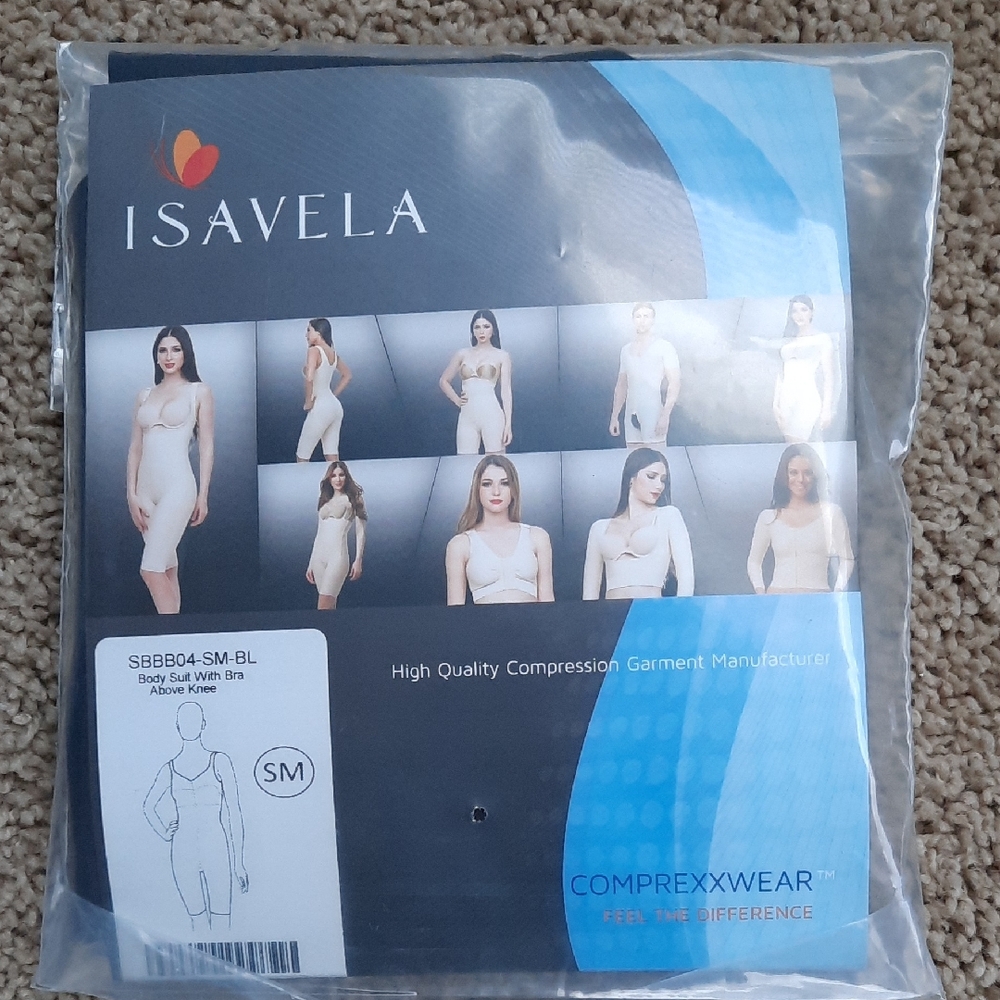 ISAVELA
SBBB04-SM-BL
Body Suit With Bra
Above Knee
SM
High Quality Compression Garment Manufacturer
COMPREXXWEAR™
FEEL THE DIFFERENCE